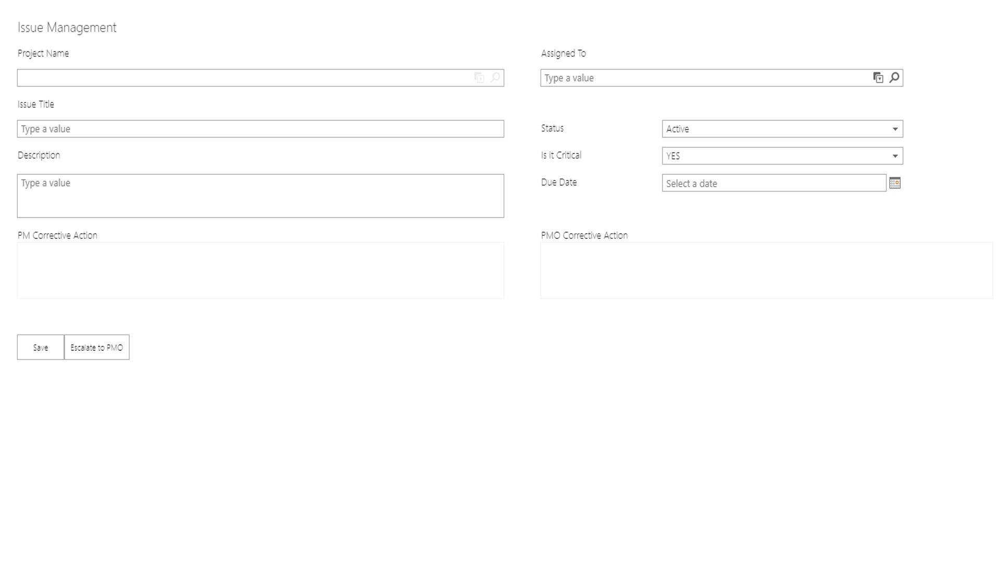 Issue Management
Project Name
Assigned To
Type a value
Issue Title
Type a value
Status
Active
Description
Is it Critical
YES
Type a value
Due Date
Select a date
PM Corrective Action
PMO Corrective Action
Save
Escalate to PMO